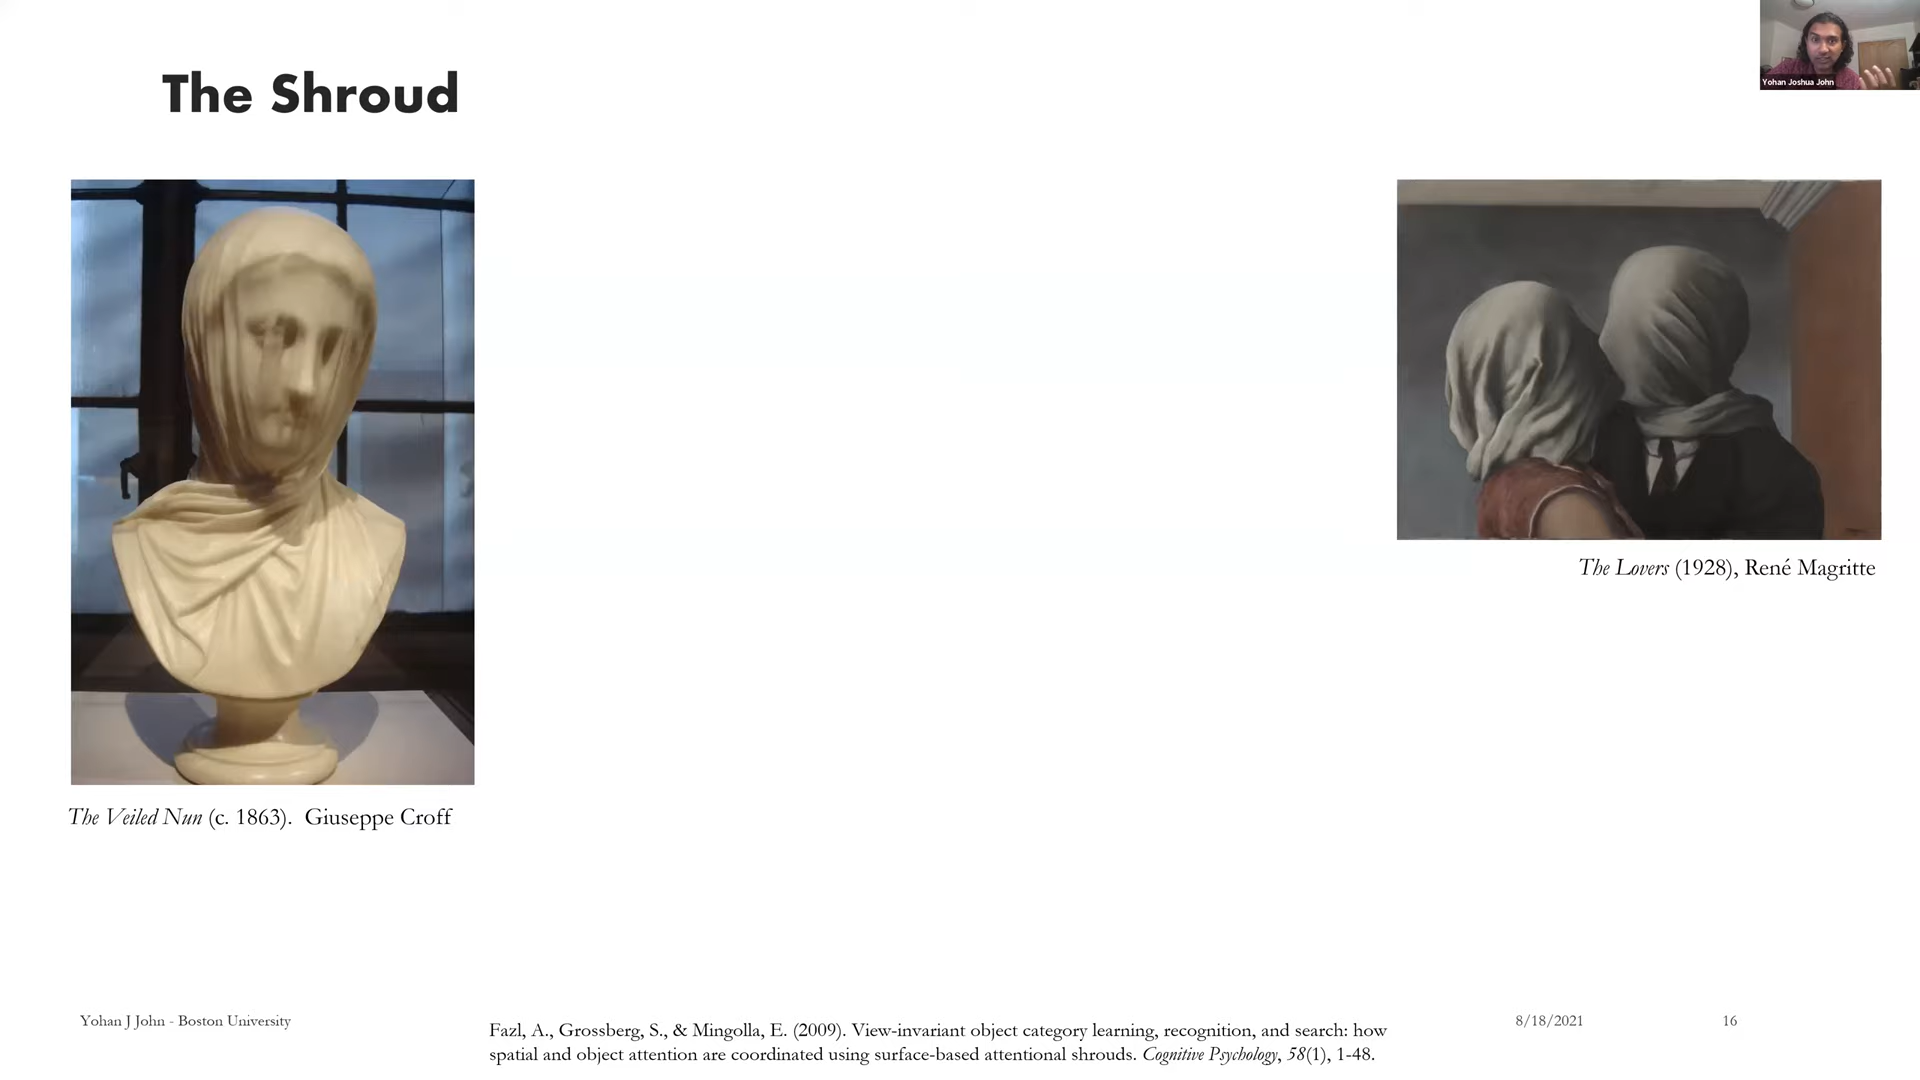 The Shroud
Yohan Joshua John
The Lovers (1928), René Magritte
The Veiled Nun (c. 1863).  Giuseppe Croff
Yohan J John - Boston University
Fazl, A., Grossberg, S., & Mingolla, E. (2009). View-invariant object category learning, recognition, and search: how
spatial and object attention are coordinated using surface-based attentional shrouds. Cognitive Psychology, 58(1), 1-48.
8/18/2021
16